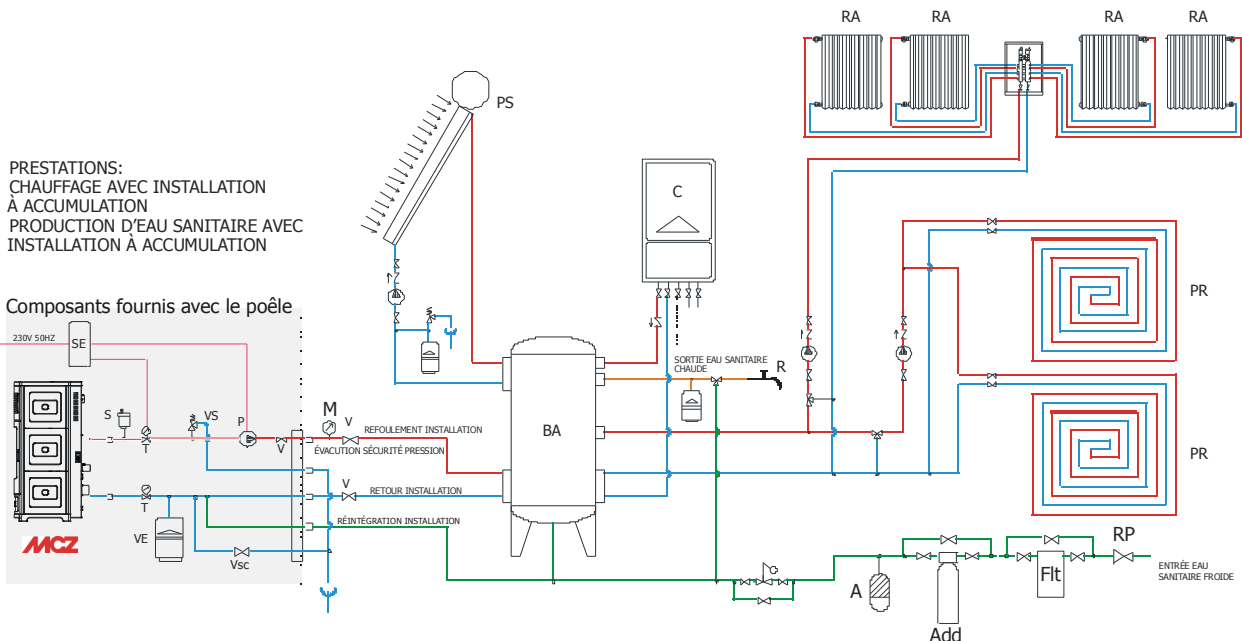 RA
RA
RA
RA
PS
PRESTATIONS:
CHAUFFAGE AVEC INSTALLATION
À ACCUMULATION
PRODUCTION D'EAU SANITAIRE AVEC
INSTALLATION À ACCUMULATION
C
Composants fournis avec le poêle
230V 50HZ
SE
PR
SORTIE EAU SANITAIRE
CHAUDE
R
S
VS
P
M
V
V
T
REFOULEMENT INSTALLATION
ÉVACUTION SÉCURITÉ PRESSION
BA
PR
V
T
RETOUR INSTALLATION
RÉINTÉGRATION INSTALLATION
VE
MCZ
Vsc
RP
ENTRÉE EAU
SANITAIRE FROIDE
A
Flt
Add